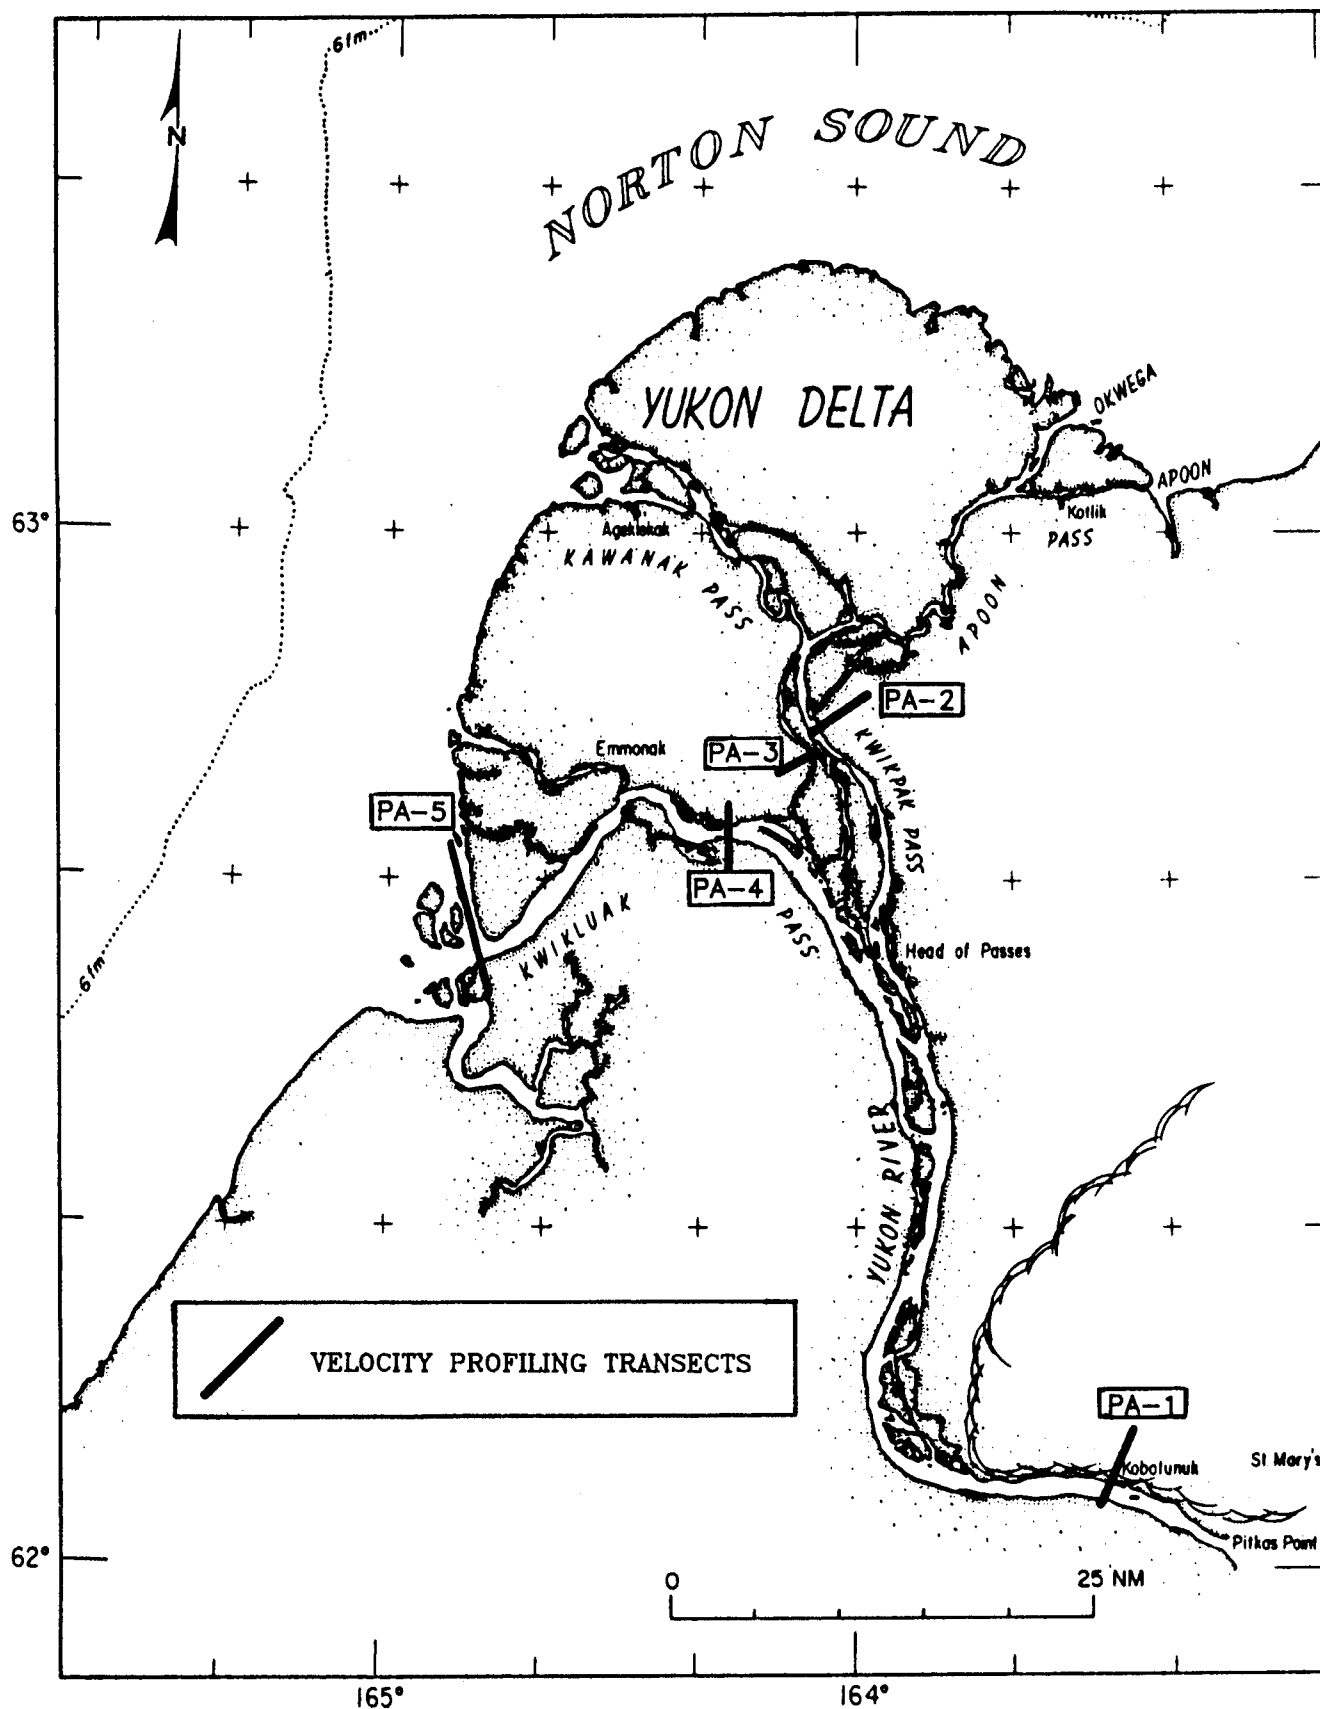 61m
N
NORTON SOUND
YUKON DELTA
OKWEGA
APOON
Kotlik
PASS
63°
Agekiekak
KAWANAK PASS
APOON
PA-2
PA-3
KWIKPAK PASS
Emmonak
PA-5
PA-4
KWIKLUAK PASS
Head of Passes
61m
YUKON RIVER
VELOCITY PROFILING TRANSECTS
PA-1
Kobolunuk
St Mary's
Pitkas Point
62°
0
25 NM
165°
164°